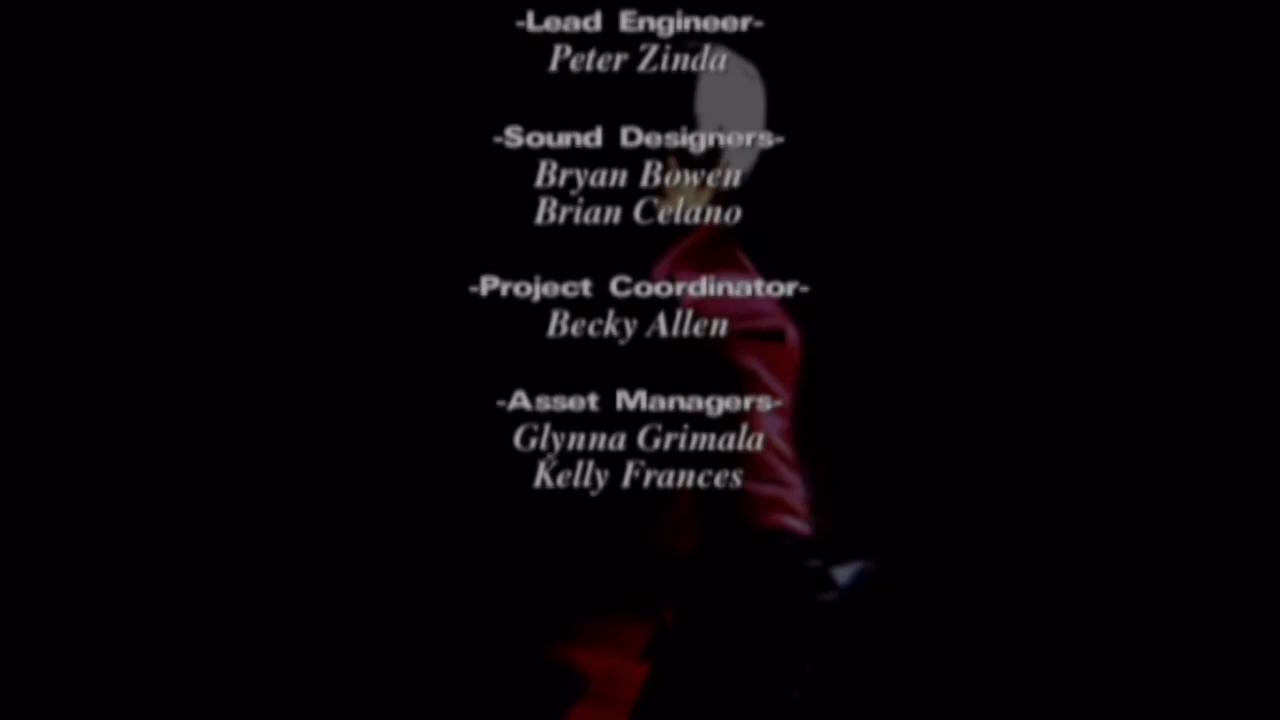 -Lead Engineer-
Peter Zinda
-Sound Designers-
Bryan Bowen
Brian Celano
-Project Coordinator-
Becky Allen
-Asset Managers-
Glynna Grimala
Kelly Frances